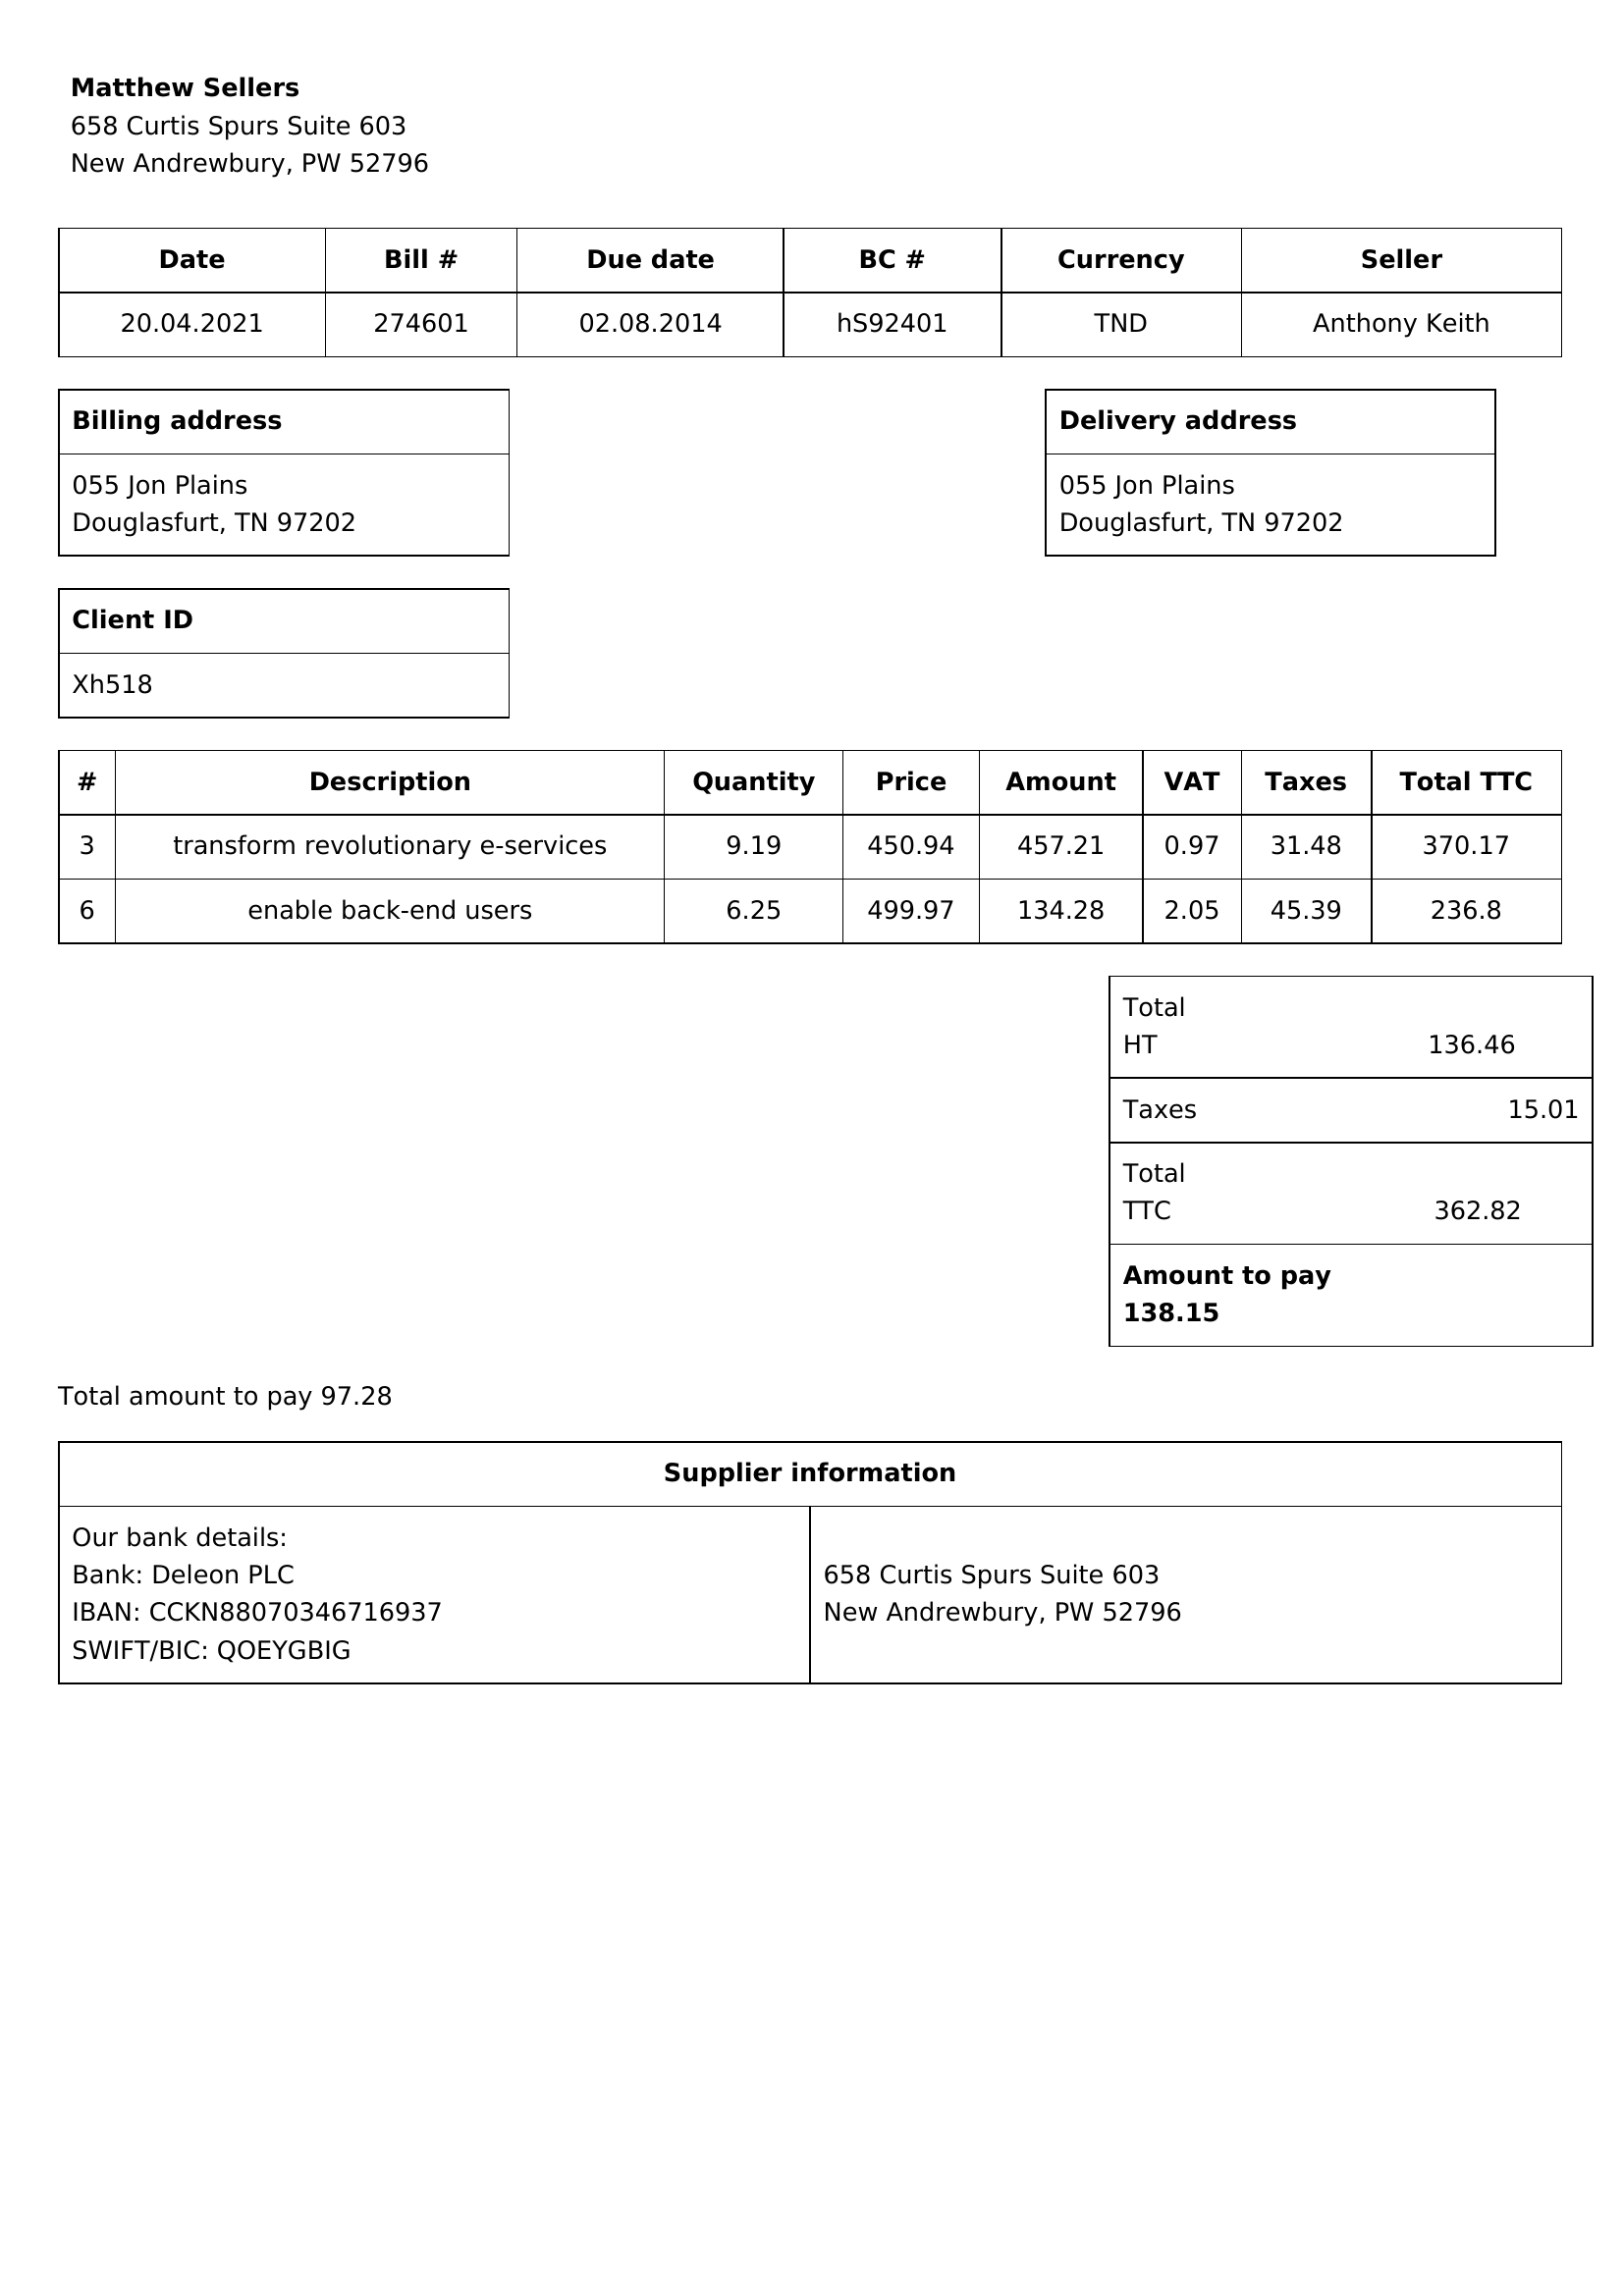 Matthew Sellers
658 Curtis Spurs Suite 603
New Andrewbury, PW 52796
Date Bill # Due date BC # Currency Seller
20.04.2021 274601 02.08.2014 hS92401 TND Anthony Keith
Billing address
055 Jon Plains
Douglasfurt, TN 97202
Delivery address
055 Jon Plains
Douglasfurt, TN 97202
Client ID
Xh518
# Description Quantity Price Amount VAT Taxes Total TTC
3 transform revolutionary e-services 9.19 450.94 457.21 0.97 31.48 370.17
6 enable back-end users 6.25 499.97 134.28 2.05 45.39 236.8
Total
HT 136.46
Taxes 15.01
Total
TTC 362.82
Amount to pay
138.15
Total amount to pay 97.28
Supplier information
Our bank details:
Bank: Deleon PLC
IBAN: CCKN88070346716937
SWIFT/BIC: QOEYGBIG
658 Curtis Spurs Suite 603
New Andrewbury, PW 52796